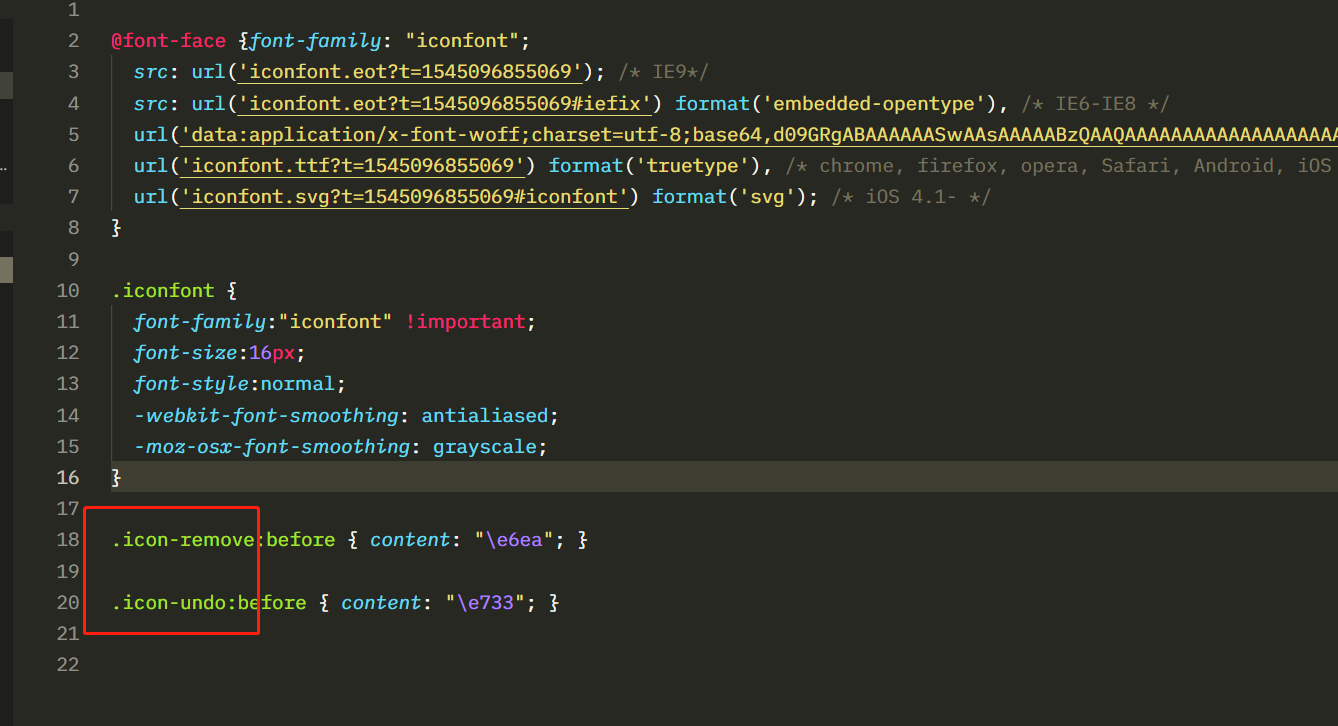 1
2 @font-face {font-family: "iconfont";
3 src: url('iconfont.eot?t=1545096855069'); /* IE9*/
4 src: url('iconfont.eot?t=1545096855069#iefix') format('embedded-opentype'), /* IE6-IE8 */
5 url('data:application/x-font-woff;charset=utf-8;base64,d09GRgABAAAAAASwAAsAAAAABzQAAQAAAAAAAAAAAAAAAAAAA
6 url('iconfont.ttf?t=1545096855069') format('truetype'), /* chrome, firefox, opera, Safari, Android, iOS
7 url('iconfont.svg?t=1545096855069#iconfont') format('svg'); /* iOS 4.1- */
8 }
9
10 .iconfont {
11 font-family:"iconfont" !important;
12 font-size:16px;
13 font-style:normal;
14 -webkit-font-smoothing: antialiased;
15 -moz-osx-font-smoothing: grayscale;
16 }
17
18 .icon-remove:before { content: "\e6ea"; }
19
20 .icon-undo:before { content: "\e733"; }
21
22